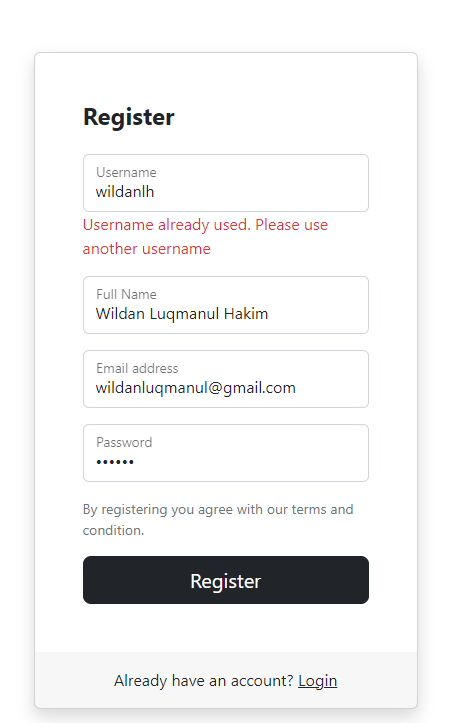 Register
Username
wildanlh
Username already used. Please use
another username
Full Name
Wildan Luqmanul Hakim
Email address
wildanluqmanul@gmail.com
Password
••••••
By registering you agree with our terms and
condition.
Register
Already have an account? Login